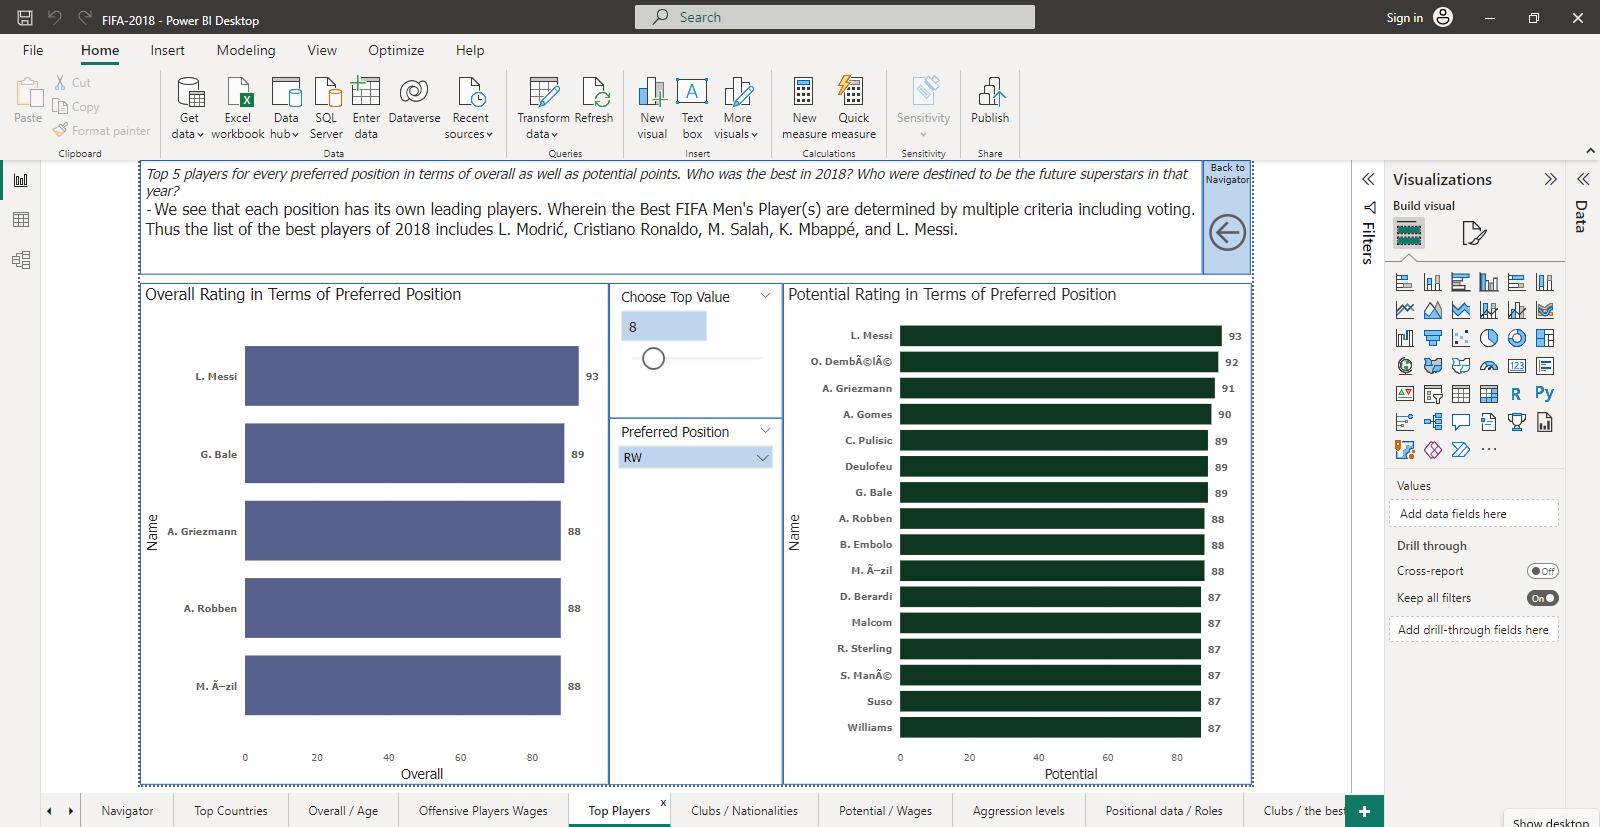 FIFA-2018 - Power BI Desktop
Search
Sign in
File Home Insert Modeling View Optimize Help
Paste
Cut
Copy
Format painter
Clipboard
Get data
Excel workbook
Data hub
SQL Server
Enter data
Dataverse
Recent sources
Data
Transform data
Refresh
Queries
New visual
Text box
More visuals
Insert
New measure
Quick measure
Calculations
Sensitivity
Sensitivity
Publish
Share
Top 5 players for every preferred position in terms of overall as well as potential points. Who was the best in 2018? Who were destined to be the future superstars in that
year?
- We see that each position has its own leading players. Wherein the Best FIFA Men's Player(s) are determined by multiple criteria including voting.
Thus the list of the best players of 2018 includes L. Modrić, Cristiano Ronaldo, M. Salah, K. Mbappé, and L. Messi.
Back to
Navigator
Overall Rating in Terms of Preferred Position
Name
L. Messi 93
G. Bale 89
A. Griezmann 88
A. Robben 88
M. Ã–zil 88
0 20 40 60 80
Overall
Choose Top Value
8
Preferred Position
RW
Potential Rating in Terms of Preferred Position
Name
L. Messi 93
O. DembÃ©lÃ© 92
A. Griezmann 91
A. Gomes 90
C. Pulisic 89
Deulofeu 89
G. Bale 89
A. Robben 88
B. Embolo 88
M. Ã–zil 88
D. Berardi 87
Malcom 87
R. Sterling 87
S. ManÃ© 87
Suso 87
Williams 87
0 20 40 60 80
Potential
Filters
Visualizations
Build visual
123
R
Py
Values
Add data fields here
Drill through
Cross-report Off
Keep all filters On
Add drill-through fields here
Data
Navigator
Top Countries
Overall / Age
Offensive Players Wages
Top Players x
Clubs / Nationalities
Potential / Wages
Aggression levels
Positional data / Roles
Clubs / the best
Show desktop